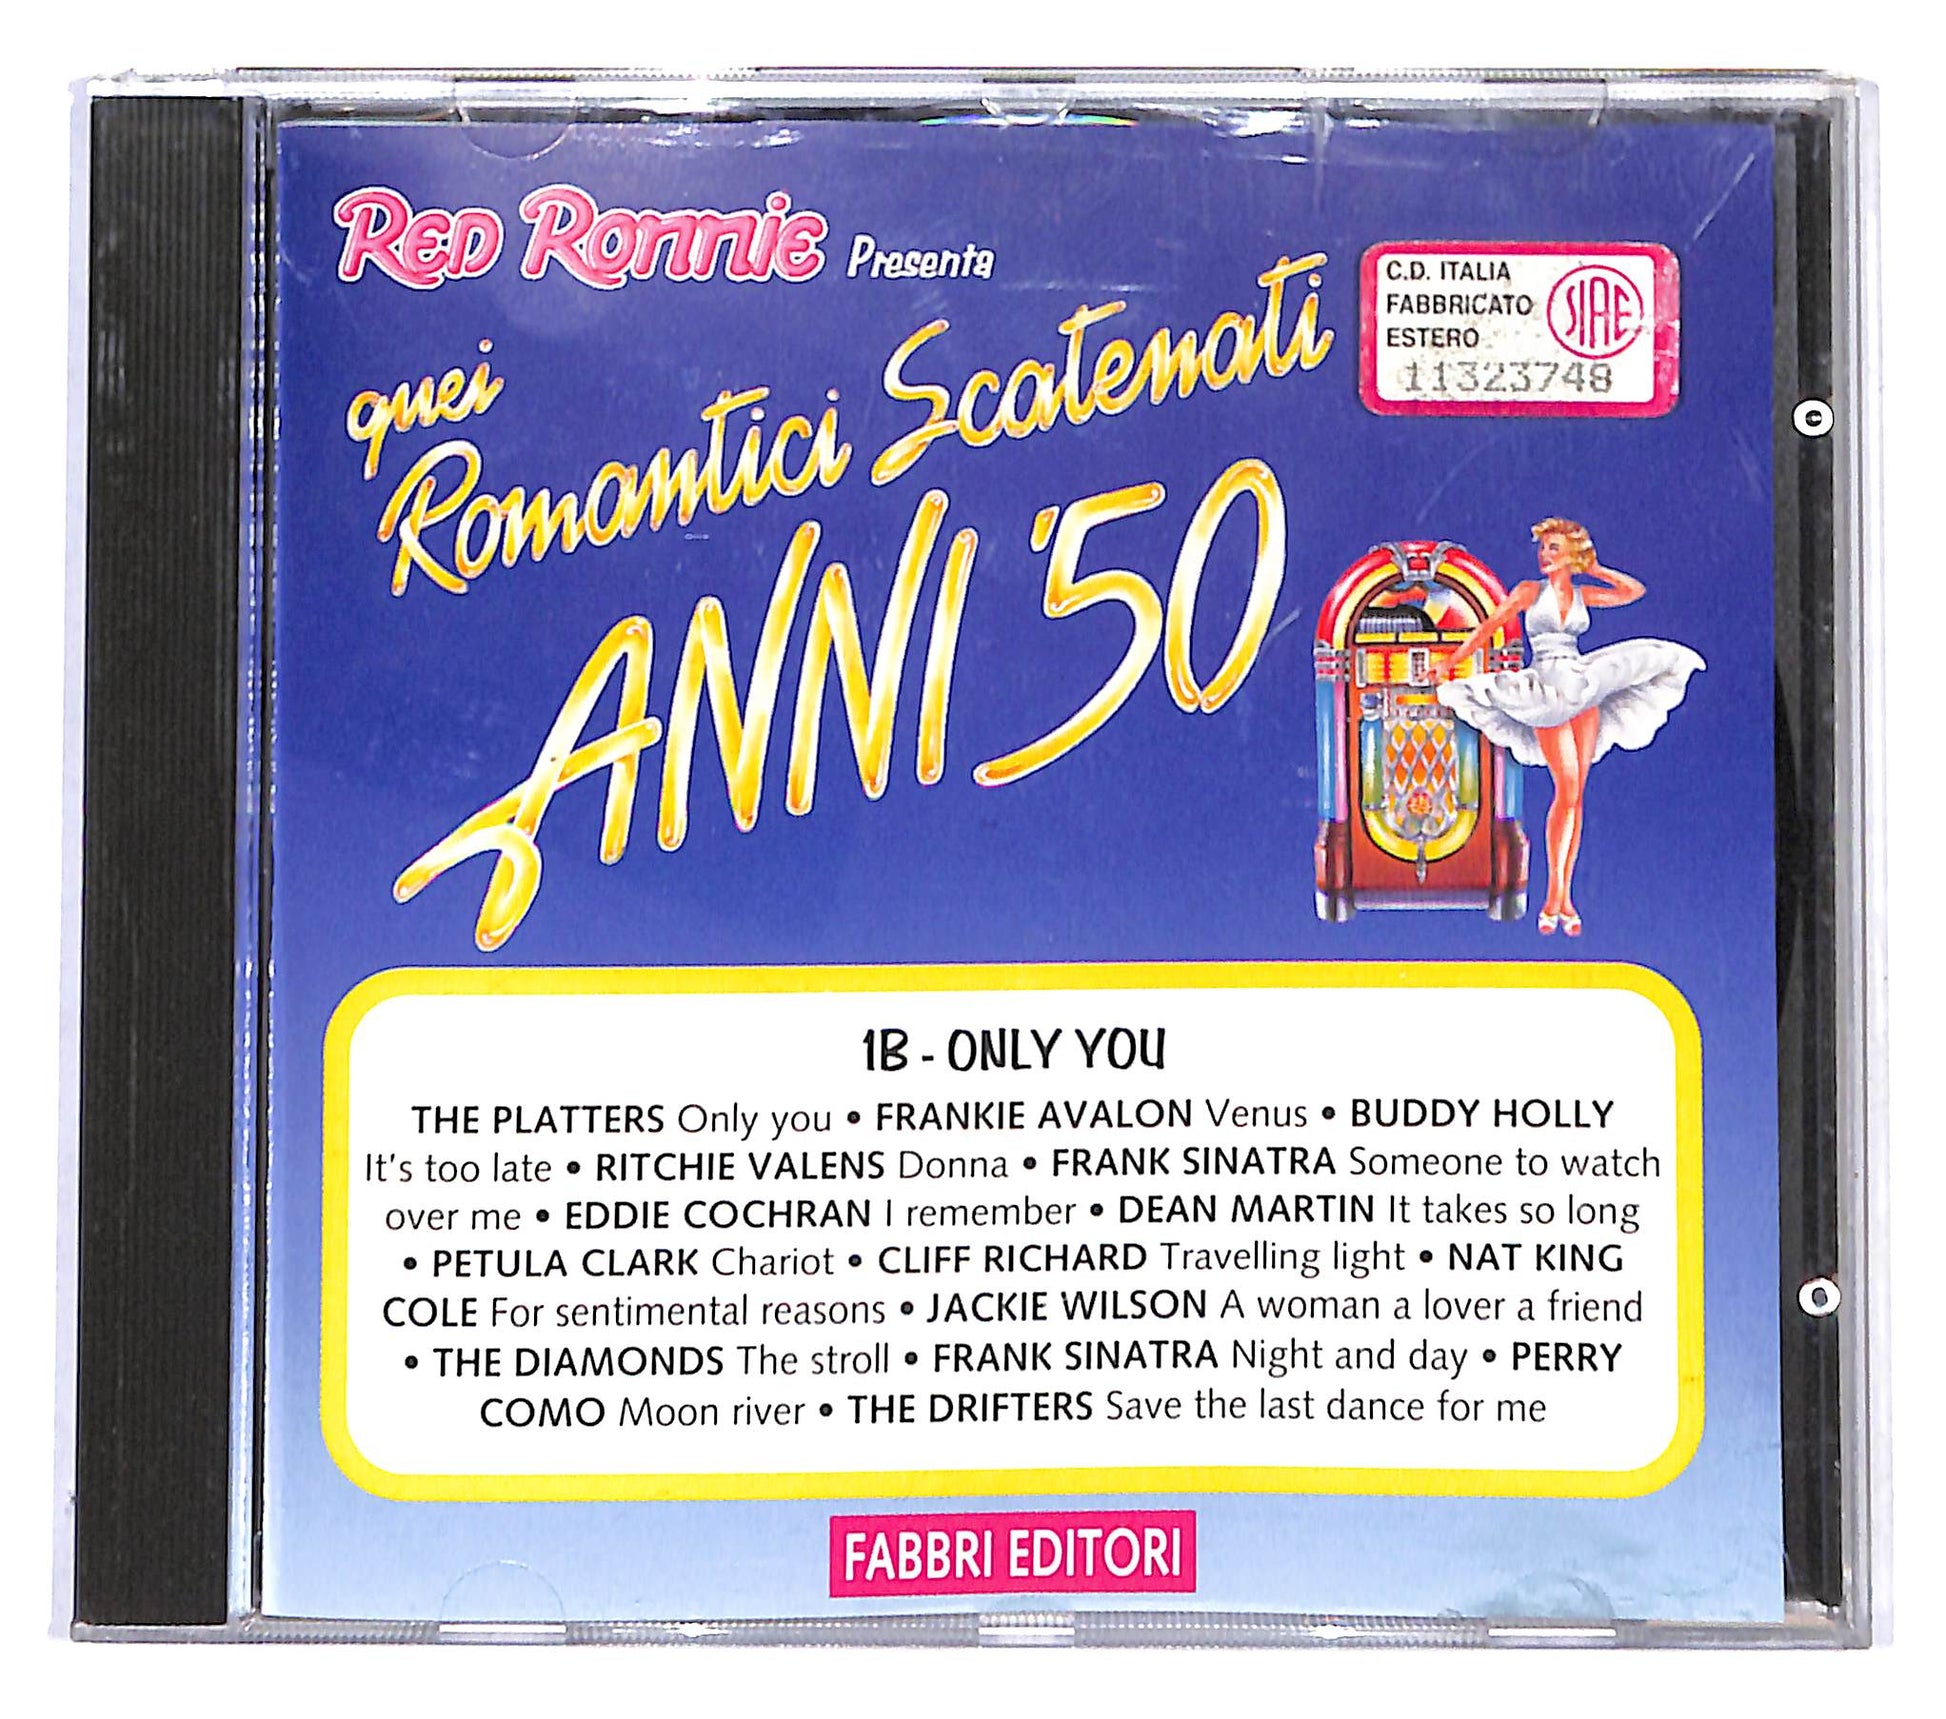 RED RONNIE Presenta
quei
Romantici Scatenati
ANNI '50
C.D. ITALIA
FABBRICATO
ESTERO
SIAE
11323748
1B - ONLY YOU
THE PLATTERS Only you • FRANKIE AVALON Venus • BUDDY HOLLY
It's too late • RITCHIE VALENS Donna • FRANK SINATRA Someone to watch
over me • EDDIE COCHRAN I remember • DEAN MARTIN It takes so long
• PETULA CLARK Chariot • CLIFF RICHARD Travelling light • NAT KING
COLE For sentimental reasons • JACKIE WILSON A woman a lover a friend
• THE DIAMONDS The stroll • FRANK SINATRA Night and day • PERRY
COMO Moon river • THE DRIFTERS Save the last dance for me
FABBRI EDITORI